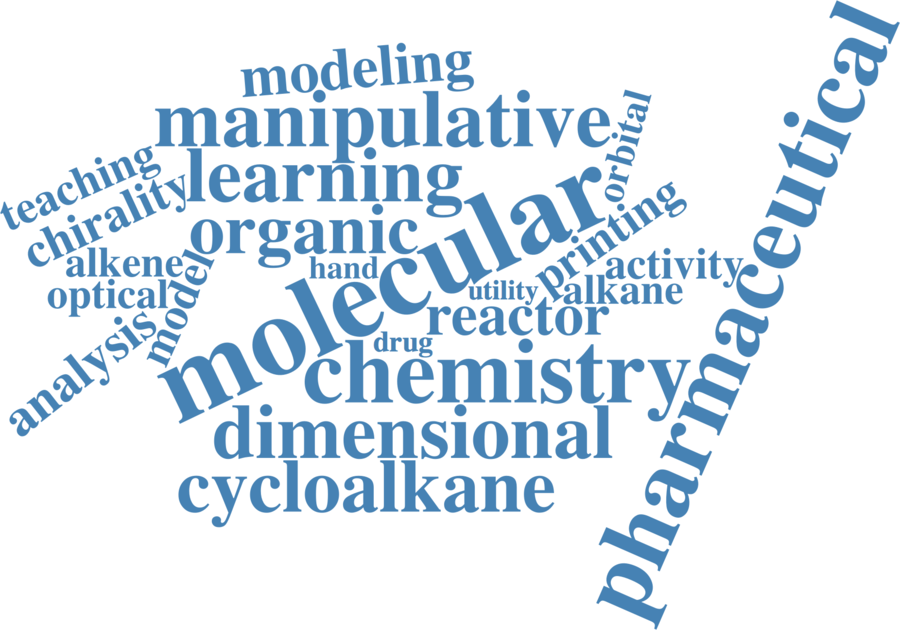 modeling
manipulative
orbital
pharmaceutical
teaching
learning
chirality
organic
molecular
printing
alkene
hand
activity
optical
model
utility
alkane
reactor
analysis
drug
chemistry
dimensional
cycloalkane